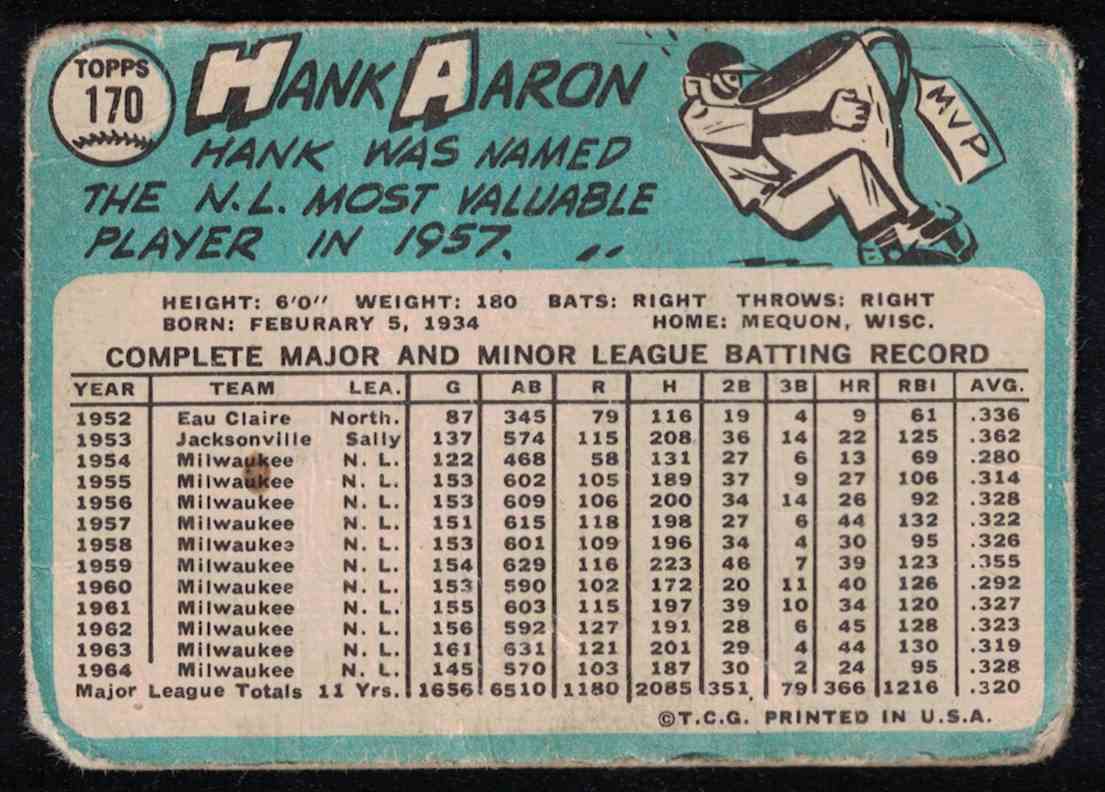 TOPPS
170
HANK AARON
HANK WAS NAMED
THE N.L. MOST VALUABLE
PLAYER IN 1957. ..
MVP
HEIGHT: 6'0" WEIGHT: 180 BATS: RIGHT THROWS: RIGHT
BORN: FEBURARY 5, 1934 HOME: MEQUON, WISC.
COMPLETE MAJOR AND MINOR LEAGUE BATTING RECORD
YEAR TEAM LEA. G AB R H 2B 3B HR RBI AVG.
1952 Eau Claire North. 87 345 79 116 19 4 9 61 .336
1953 Jacksonville Sally 137 574 115 208 36 14 22 125 .362
1954 Milwaukee N. L. 122 468 58 131 27 6 13 69 .280
1955 Milwaukee N. L. 153 602 105 189 37 9 27 106 .314
1956 Milwaukee N. L. 153 609 106 200 34 14 26 92 .328
1957 Milwaukee N. L. 151 615 118 198 27 6 44 132 .322
1958 Milwaukee N. L. 153 601 109 196 34 4 30 95 .326
1959 Milwaukee N. L. 154 629 116 223 46 7 39 123 .355
1960 Milwaukee N. L. 153 590 102 172 20 11 40 126 .292
1961 Milwaukee N. L. 155 603 115 197 39 10 34 120 .327
1962 Milwaukee N. L. 156 592 127 191 28 6 45 128 .323
1963 Milwaukee N. L. 161 631 121 201 29 4 44 130 .319
1964 Milwaukee N. L. 145 570 103 187 30 2 24 95 .328
Major League Totals 11 Yrs. 1656 6510 1180 2085 351 79 366 1216 .320
©T.C.G. PRINTED IN U.S.A.